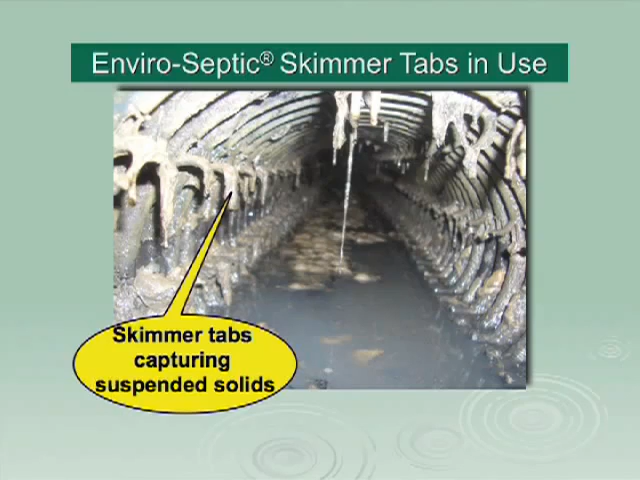 Enviro-Septic® Skimmer Tabs in Use
Skimmer tabs
capturing
suspended solids